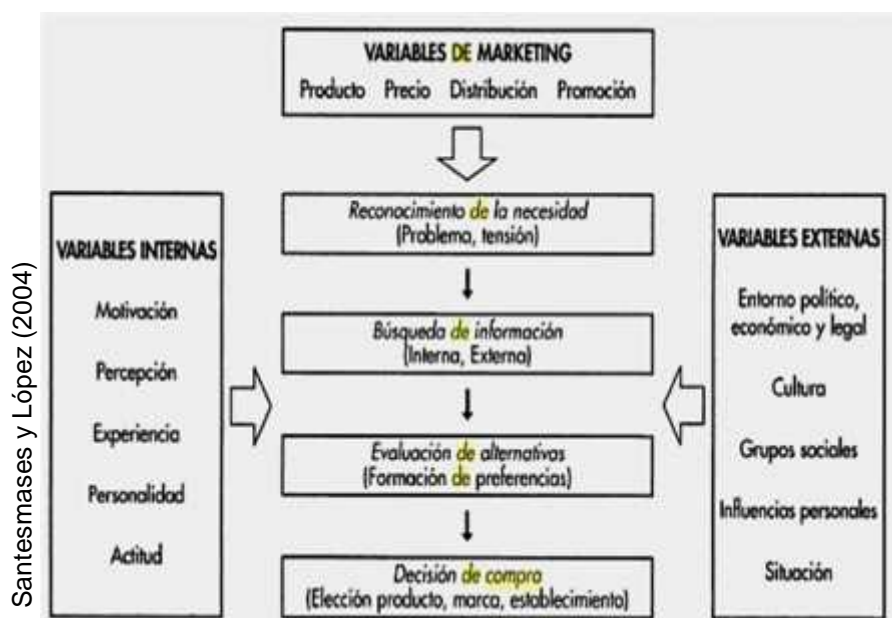 Santesmases y López (2004)
VARIABLES DE MARKETING
Producto Precio Distribución Promoción
VARIABLES INTERNAS
Motivación
Percepción
Experiencia
Personalidad
Actitud
Reconocimiento de la necesidad
(Problema, tensión)
Búsqueda de información
(Interna, Externa)
Evaluación de alternativas
(Formación de preferencias)
Decisión de compra
(Elección producto, marca, establecimiento)
VARIABLES EXTERNAS
Entorno político,
económico y legal
Cultura
Grupos sociales
Influencias personales
Situación